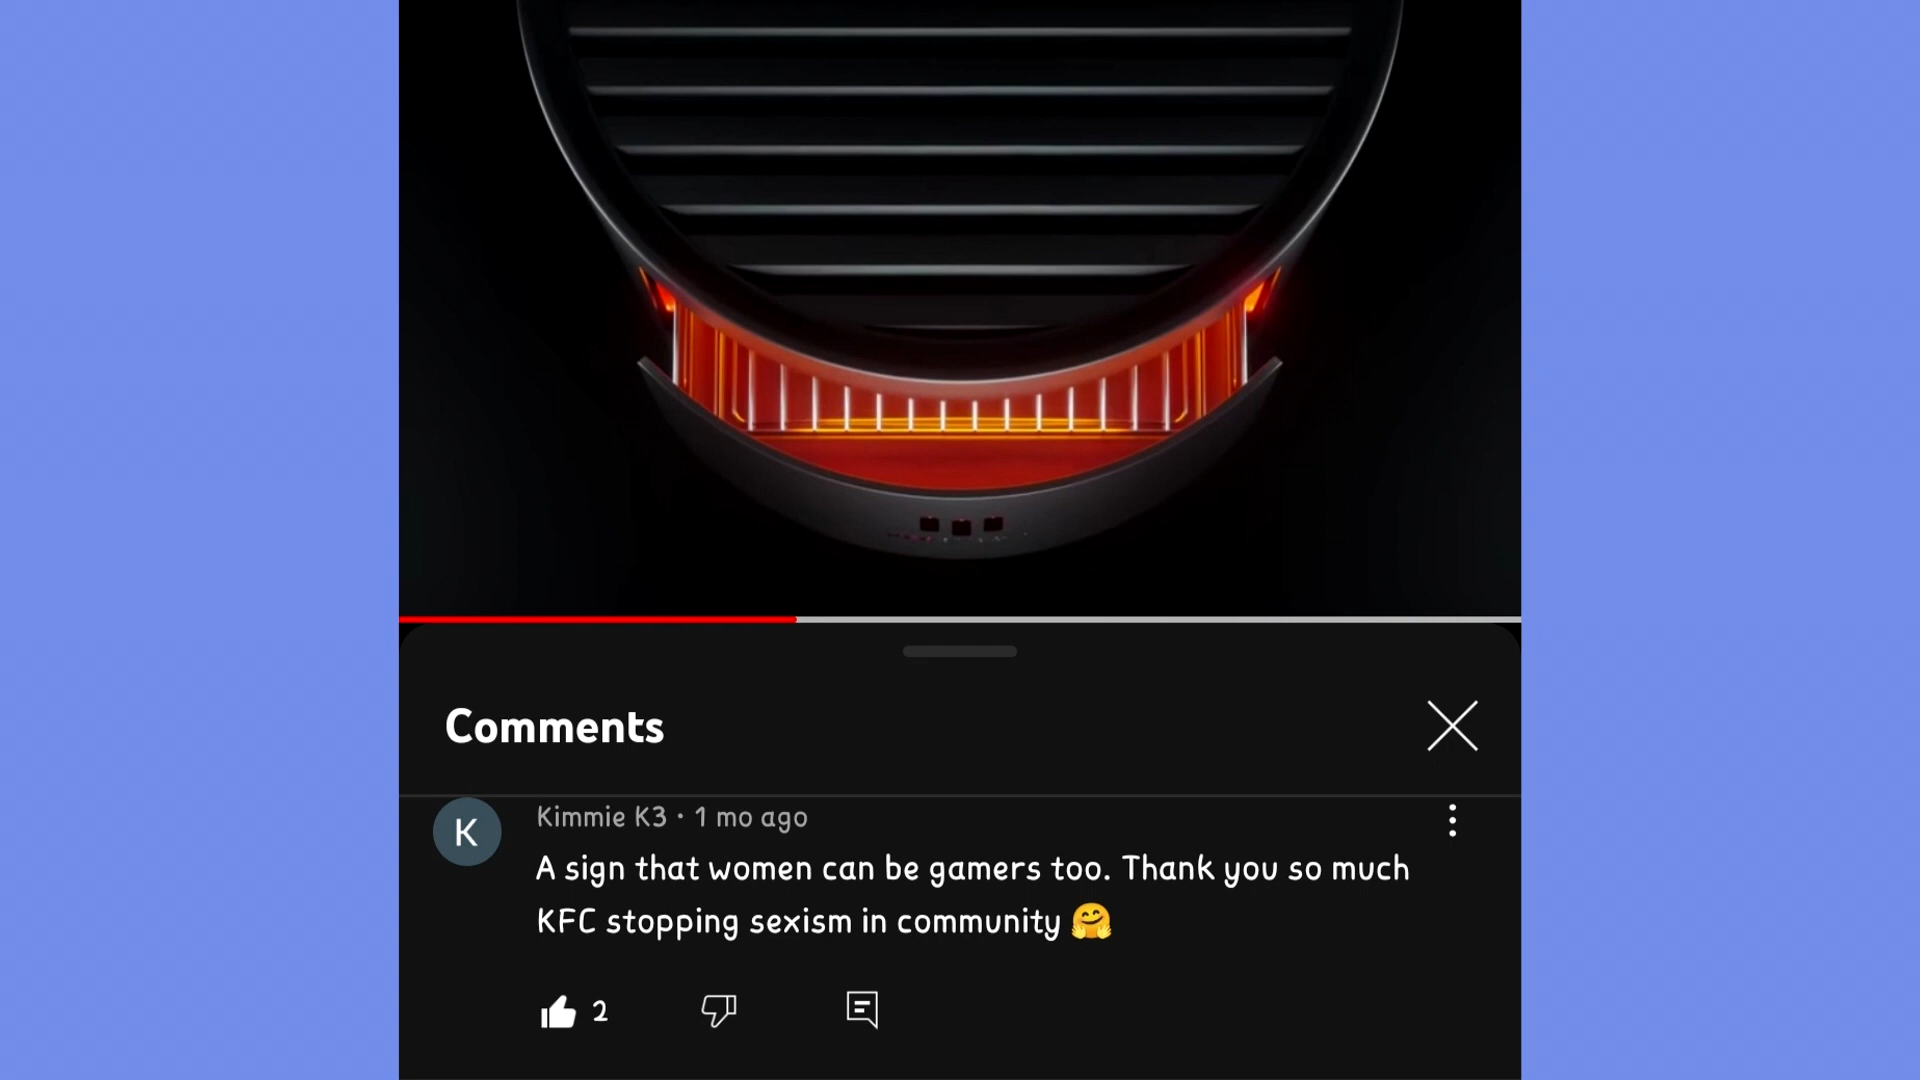 Comments
K
Kimmie K3 · 1 mo ago
A sign that women can be gamers too. Thank you so much
KFC stopping sexism in community 🤗
2